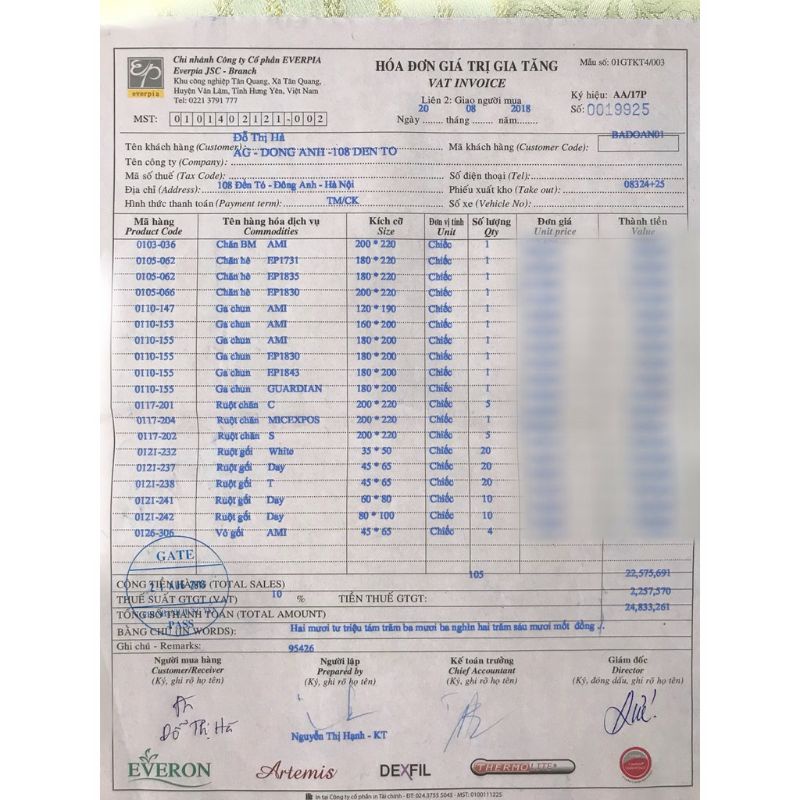 Chi nhánh Công ty Cổ phần EVERPIA
Everpia JSC - Branch
Khu công nghiệp Tân Quang, Xã Tân Quang,
Huyện Văn Lâm, Tỉnh Hưng Yên, Việt Nam
Tel: 0221 3791 777
everpia
MST: 0101402121-002
HÓA ĐƠN GIÁ TRỊ GIA TĂNG
VAT INVOICE
Liên 2: Giao người mua
Ngày 20 tháng 08 năm 2018
Mẫu số: 01GTKT4/003
Ký hiệu: AA/17P
Số: 0019925
Tên khách hàng (Customer): Đỗ Thị Hà
AG - DONG ANH -108 DEN TO
Mã khách hàng (Customer Code): BADOAN01
Tên công ty (Company):
Mã số thuế (Tax Code):
Số điện thoại (Tel):
Địa chỉ (Address): 108 Đền Tó - Đông Anh - Hà Nội
Phiếu xuất kho (Take out): 08324+25
Hình thức thanh toán (Payment term): TM/CK
Số xe (Vehicle No):
Mã hàng Tên hàng hóa dịch vụ Kích cỡ Đơn vị tính Số lượng Đơn giá Thành tiền
Product Code Commodities Size Unit Qty Unit price Value
0103-036 Chăn BM AMI 200 * 220 Chiếc 1
0105-062 Chăn hè EP1731 180 * 220 Chiếc 1
0105-062 Chăn hè EP1835 180 * 220 Chiếc 1
0105-066 Chăn hè EP1830 200 * 220 Chiếc 1
0110-147 Ga chun AMI 120 * 190 Chiếc 1
0110-153 Ga chun AMI 160 * 200 Chiếc 1
0110-155 Ga chun AMI 180 * 200 Chiếc 1
0110-155 Ga chun EP1830 180 * 200 Chiếc 1
0110-155 Ga chun EP1843 180 * 200 Chiếc 1
0110-155 Ga chun GUARDIAN 180 * 200 Chiếc 1
0117-201 Ruột chăn C 200 * 220 Chiếc 5
0117-204 Ruột chăn MICEXPOS 200 * 220 Chiếc 1
0117-202 Ruột chăn S 200 * 220 Chiếc 5
0121-232 Ruột gối White 35 * 50 Chiếc 20
0121-237 Ruột gối Day 45 * 65 Chiếc 20
0121-238 Ruột gối T 45 * 65 Chiếc 20
0121-241 Ruột gối Day 60 * 80 Chiếc 10
0121-242 Ruột gối Day 80 * 100 Chiếc 10
0126-306 Vỏ gối AMI 45 * 65 Chiếc 4
GATE
PASS
CỘNG TIỀN HÀNG (TOTAL SALES) 105 22,575,691
THUẾ SUẤT GTGT (VAT) 10 % TIỀN THUẾ GTGT: 2,257,570
TỔNG SỐ THANH TOÁN (TOTAL AMOUNT) 24,833,261
BẰNG CHỮ (IN WORDS): Hai mươi tư triệu tám trăm ba mươi ba nghìn hai trăm sáu mươi mốt đồng ./.
Ghi chú - Remarks: 95426
Người mua hàng Người lập Kế toán trưởng Giám đốc
Customer/Receiver Prepared by Chief Accountant Director
(Ký, ghi rõ họ tên) (Ký, ghi rõ họ tên) (Ký, ghi rõ họ tên) (Ký, đóng dấu, ghi rõ họ tên)
Đỗ Thị Hà
Nguyễn Thị Hạnh - KT
EVERON Artemis DEXFIL THERMOLITE
In tại Công ty cổ phần in Tài chính - ĐT: 024.3755 5045 - MST: 0100111225